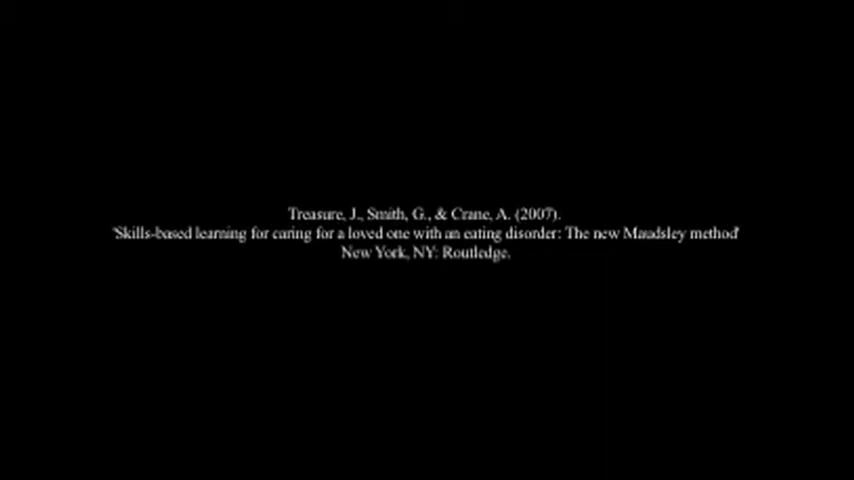 Treasure, J., Smith, G., & Crane, A. (2007).
'Skills-based learning for caring for a loved one with an eating disorder: The new Maudsley method'
New York, NY: Routledge.